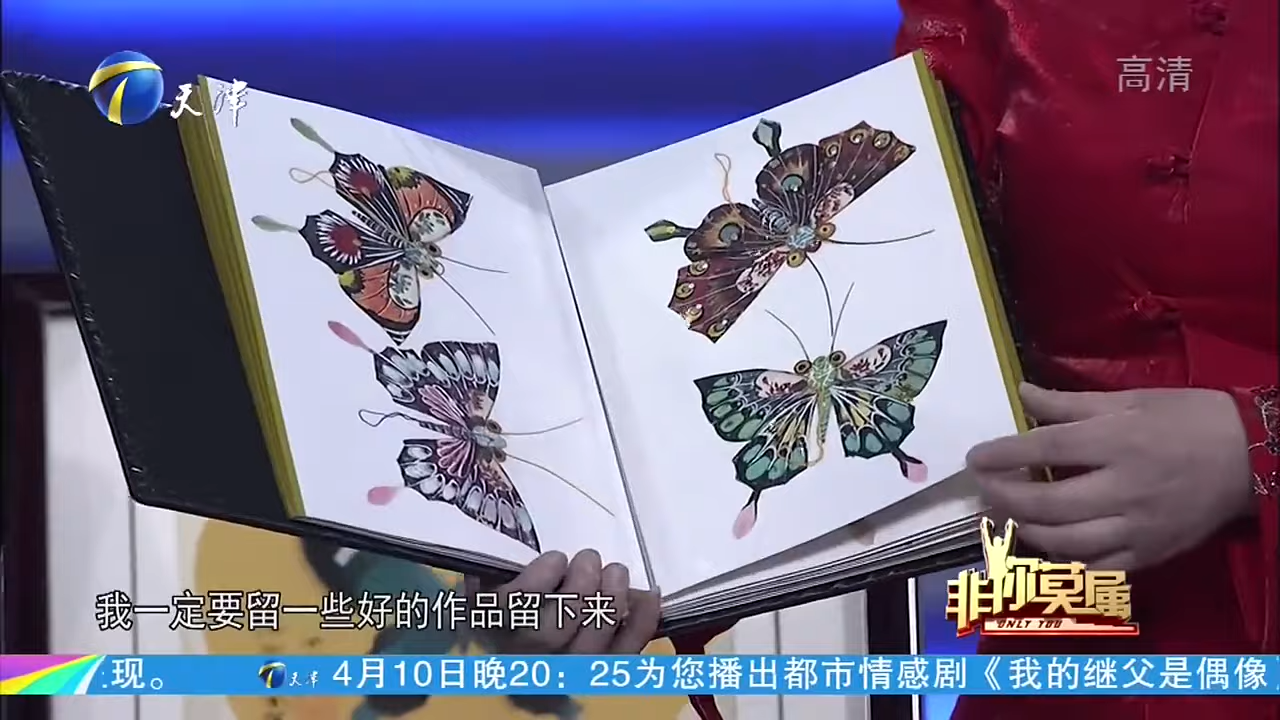 天津
高清
我一定要留一些好的作品留下来
非你莫属
ONLY YOU
现。
天津 4月10日晚20：25为您播出都市情感剧《我的继父是偶像